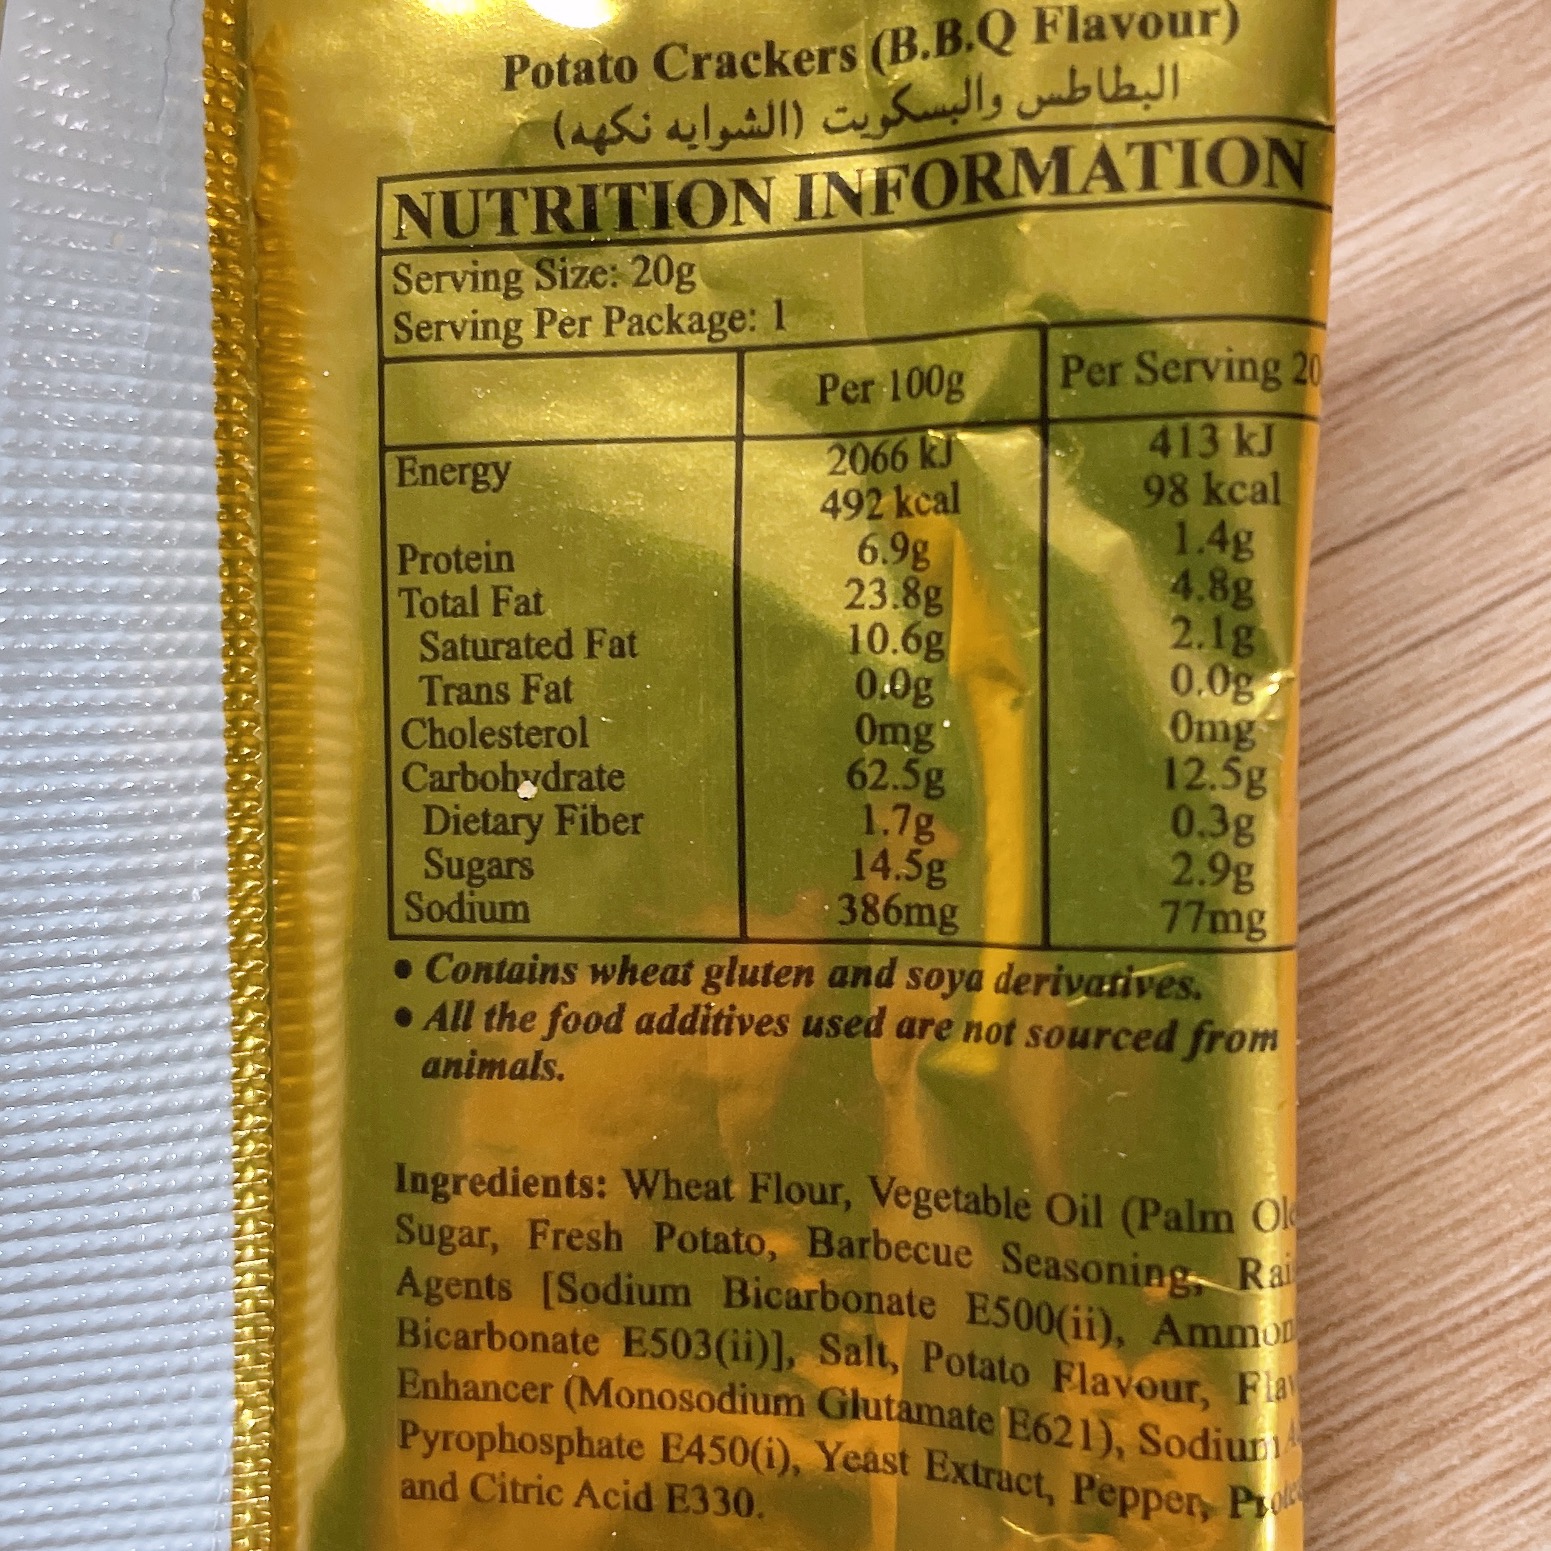 Potato Crackers (B.B.Q Flavour)
البطاطس والبسكويت (الشوايه نكهه)
NUTRITION INFORMATION
Serving Size: 20g
Serving Per Package: 1
Per 100g Per Serving 20
Energy 2066 kJ 413 kJ
492 kcal 98 kcal
Protein 6.9g 1.4g
Total Fat 23.8g 4.8g
Saturated Fat 10.6g 2.1g
Trans Fat 0.0g 0.0g
Cholesterol 0mg 0mg
Carbohydrate 62.5g 12.5g
Dietary Fiber 1.7g 0.3g
Sugars 14.5g 2.9g
Sodium 386mg 77mg
• Contains wheat gluten and soya derivatives.
• All the food additives used are not sourced from
animals.
Ingredients: Wheat Flour, Vegetable Oil (Palm
Sugar, Fresh Potato, Barbecue Seasoning,
Agents [Sodium Bicarbonate E500(ii),
Bicarbonate E503(ii)], Salt, Potato Flavour,
Enhancer (Monosodium Glutamate E621), Sodium
Pyrophosphate E450(i), Yeast Extract, Pepper,
and Citric Acid E330.